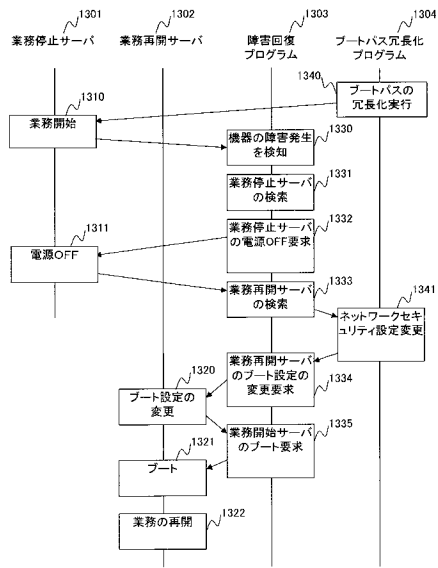 1301
1302
1303
1304
業務停止サーバ
業務再開サーバ
障害回復
プログラム
ブートパス冗長化
プログラム
1340
ブートパスの
冗長化実行
1310
業務開始
1330
機器の障害発生
を検知
1331
業務停止サーバ
の検索
1332
業務停止サーバ
の電源OFF要求
1311
電源OFF
1333
業務再開サーバ
の検索
1341
ネットワークセキ
ュリティ設定変更
業務再開サーバ
のブート設定の
変更要求
1334
1320
ブート設定の
変更
1335
業務開始サーバ
のブート要求
1321
ブート
業務の再開
1322